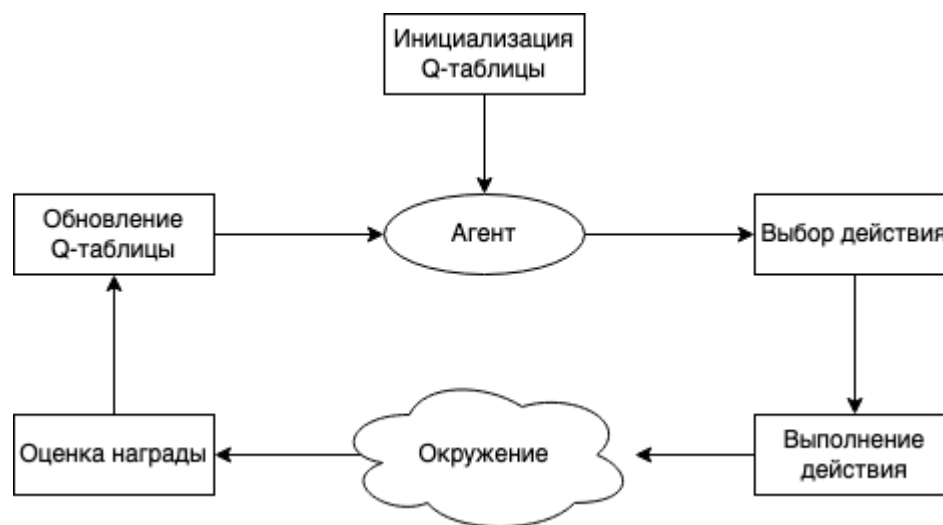 Инициализация
Q-таблицы
Обновление
Q-таблицы
Агент
Выбор действия
Оценка награды
Окружение
Выполнение
действия